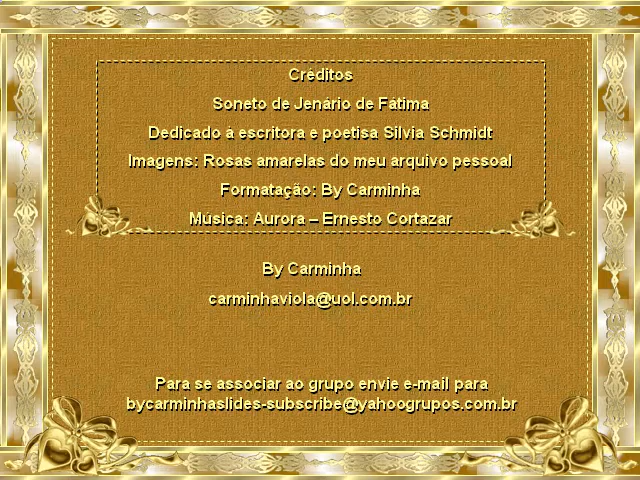 Créditos
Soneto de Jenário de Fátima
Dedicado à escritora e poetisa Silvia Schmidt
Imagens: Rosas amarelas do meu arquivo pessoal
Formatação: By Carminha
Música: Aurora – Ernesto Cortazar
By Carminha
carminhaviola@uol.com.br
Para se associar ao grupo envie e-mail para
bycarminhaslides-subscribe@yahoogrupos.com.br